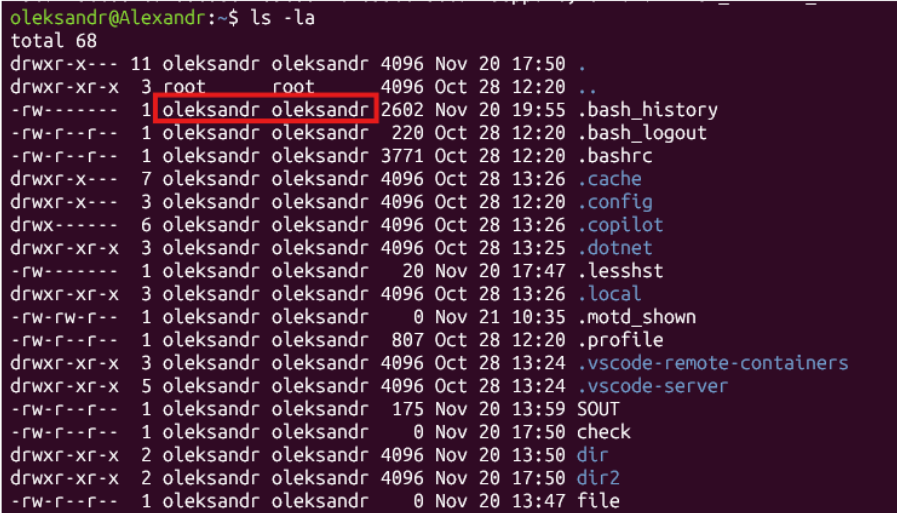 oleksandr@Alexandr:~$ ls -la
total 68
drwxr-x--- 11 oleksandr oleksandr 4096 Nov 20 17:50 .
drwxr-xr-x  3 root      root      4096 Oct 28 12:20 ..
-rw-------  1 oleksandr oleksandr 2602 Nov 20 19:55 .bash_history
-rw-r--r--  1 oleksandr oleksandr  220 Oct 28 12:20 .bash_logout
-rw-r--r--  1 oleksandr oleksandr 3771 Oct 28 12:20 .bashrc
drwxr-x---  7 oleksandr oleksandr 4096 Oct 28 13:26 .cache
drwxr-x---  3 oleksandr oleksandr 4096 Oct 28 12:20 .config
drwx------  6 oleksandr oleksandr 4096 Oct 28 13:26 .copilot
drwxr-xr-x  3 oleksandr oleksandr 4096 Oct 28 13:25 .dotnet
-rw-------  1 oleksandr oleksandr   20 Nov 20 17:47 .lesshst
drwxr-xr-x  3 oleksandr oleksandr 4096 Oct 28 13:26 .local
-rw-rw-r--  1 oleksandr oleksandr    0 Nov 21 10:35 .motd_shown
-rw-r--r--  1 oleksandr oleksandr  807 Oct 28 12:20 .profile
drwxr-xr-x  3 oleksandr oleksandr 4096 Oct 28 13:24 .vscode-remote-containers
drwxr-xr-x  5 oleksandr oleksandr 4096 Oct 28 13:24 .vscode-server
-rw-r--r--  1 oleksandr oleksandr  175 Nov 20 13:59 SOUT
-rw-r--r--  1 oleksandr oleksandr    0 Nov 20 17:50 check
drwxr-xr-x  2 oleksandr oleksandr 4096 Nov 20 13:50 dir
drwxr-xr-x  2 oleksandr oleksandr 4096 Nov 20 17:50 dir2
-rw-r--r--  1 oleksandr oleksandr    0 Nov 20 13:47 file